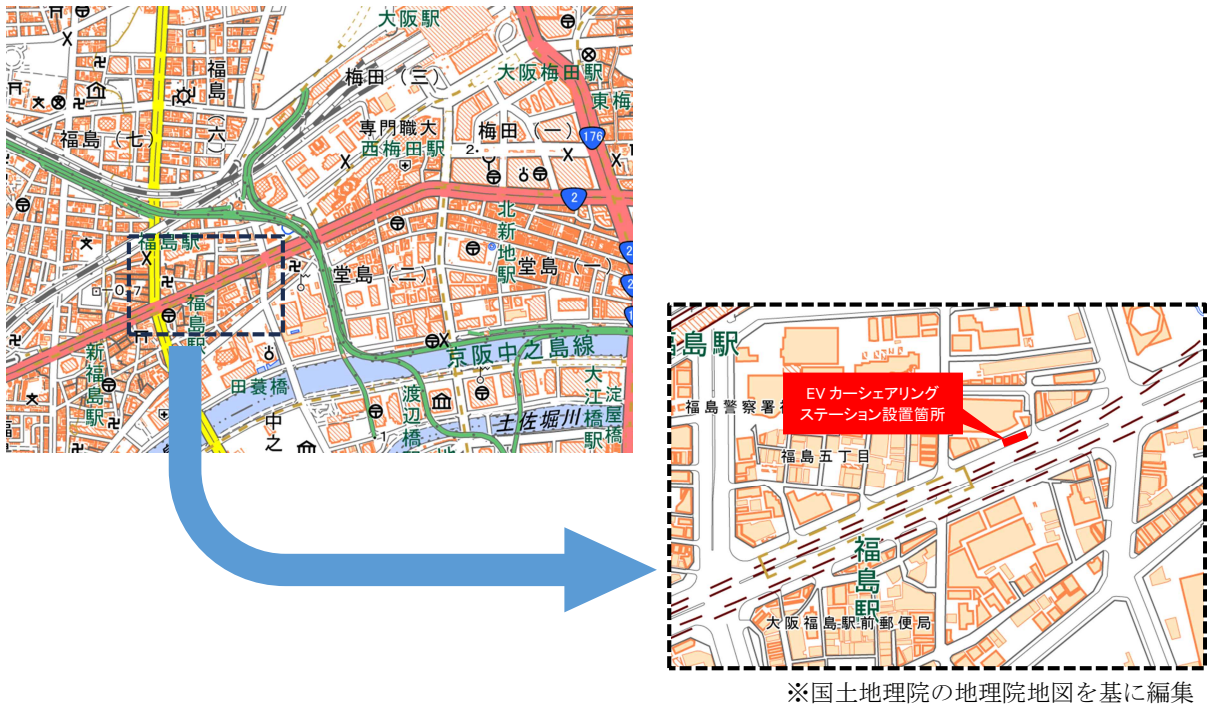 大阪駅
梅田（三）
大阪梅田駅
東梅
福島（六）
専門職大
梅田（一）
176
福島（七）
西梅田駅
2.
2
北新地駅
福島駅
堂島（二）
堂島（一）
0.7
福島駅
京阪中之島線
新福島駅
田蓑橋
渡辺橋
大江橋駅
淀屋橋
土佐堀川
中之
島駅
EV カーシェアリング
ステーション設置箇所
福島警察署
福島五丁目
福島駅
大阪福島駅前郵便局
※国土地理院の地理院地図を基に編集